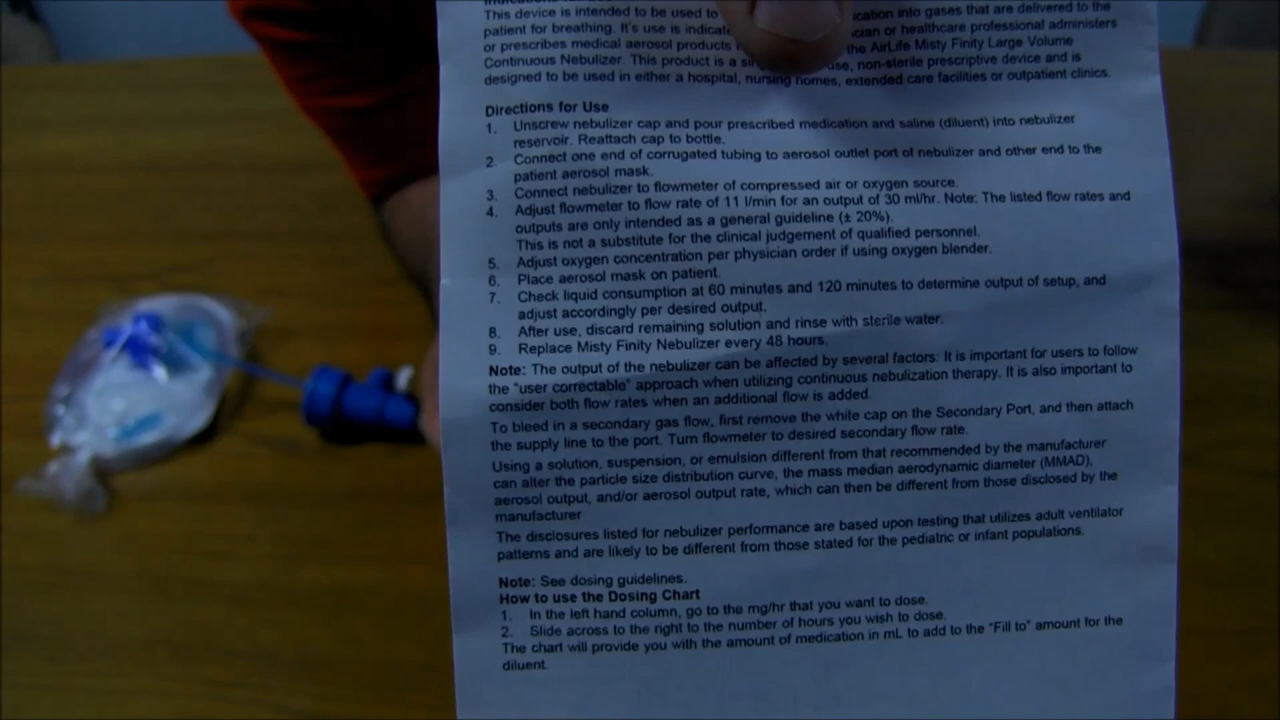 This device is intended to be used to ication into gases that are delivered to the
patient for breathing. It's use is indicate cian or healthcare professional administers
or prescribes medical aerosol products the AirLife Misty Finity Large Volume
Continuous Nebulizer. This product is a use, non-sterile prescriptive device and is
designed to be used in either a hospital, nursing homes, extended care facilities or outpatient clinics.
Directions for Use
1. Unscrew nebulizer cap and pour prescribed medication and saline (diluent) into nebulizer
reservoir. Reattach cap to bottle.
2. Connect one end of corrugated tubing to aerosol outlet port of nebulizer and other end to the
patient aerosol mask.
3. Connect nebulizer to flowmeter of compressed air or oxygen source.
4. Adjust flowmeter to flow rate of 11 l/min for an output of 30 ml/hr. Note: The listed flow rates and
outputs are only intended as a general guideline (± 20%).
This is not a substitute for the clinical judgement of qualified personnel.
5. Adjust oxygen concentration per physician order if using oxygen blender.
6. Place aerosol mask on patient.
7. Check liquid consumption at 60 minutes and 120 minutes to determine output of setup, and
adjust accordingly per desired output.
8. After use, discard remaining solution and rinse with sterile water.
9. Replace Misty Finity Nebulizer every 48 hours.
Note: The output of the nebulizer can be affected by several factors: It is important for users to follow
the "user correctable" approach when utilizing continuous nebulization therapy. It is also important to
consider both flow rates when an additional flow is added.
To bleed in a secondary gas flow, first remove the white cap on the Secondary Port, and then attach
the supply line to the port. Turn flowmeter to desired secondary flow rate.
Using a solution, suspension, or emulsion different from that recommended by the manufacturer
can alter the particle size distribution curve, the mass median aerodynamic diameter (MMAD),
aerosol output, and/or aerosol output rate, which can then be different from those disclosed by the
manufacturer
The disclosures listed for nebulizer performance are based upon testing that utilizes adult ventilator
patterns and are likely to be different from those stated for the pediatric or infant populations.
Note: See dosing guidelines.
How to use the Dosing Chart
1. In the left hand column, go to the mg/hr that you want to dose.
2. Slide across to the right to the number of hours you wish to dose.
The chart will provide you with the amount of medication in mL to add to the "Fill to" amount for the
diluent.